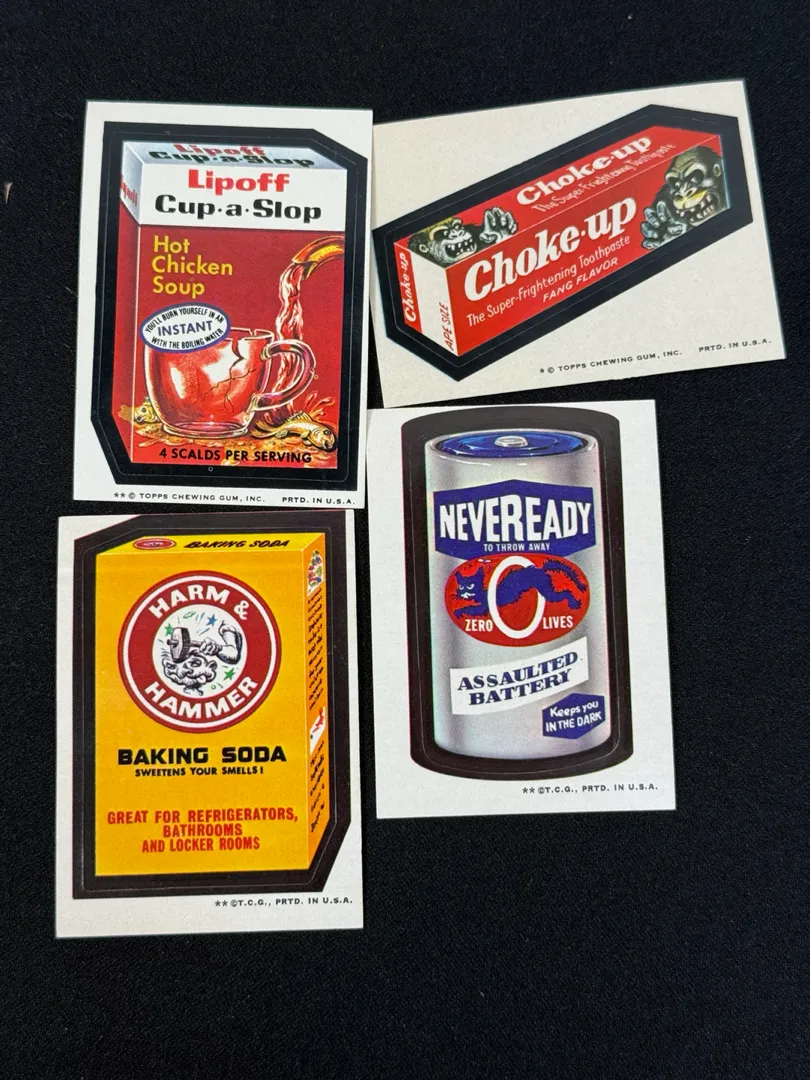 Lipoff
Cup-a-Slop
Lipoff
Cup·a·Slop
Hot
Chicken
Soup
YOU'LL BURN YOURSELF IN AN
INSTANT
WITH THE BOILING WATER
4 SCALDS PER SERVING
** © TOPPS CHEWING GUM, INC. PRTD. IN U.S.A.
Choke-up
The Super-Frightening Toothpaste
Choke-up
Choke-up
The Super-Frightening Toothpaste
FANG FLAVOR
APE SIZE
* © TOPPS CHEWING GUM, INC. PRTD. IN U.S.A.
BAKING SODA
HARM &
HAMMER
BAKING SODA
SWEETENS YOUR SMELLS!
GREAT FOR REFRIGERATORS,
BATHROOMS
AND LOCKER ROOMS
** ©T.C.G., PRTD. IN U.S.A.
NEVEREADY
TO THROW AWAY
ZERO LIVES
ASSAULTED
BATTERY
Keeps you
IN THE DARK
** ©T.C.G., PRTD. IN U.S.A.